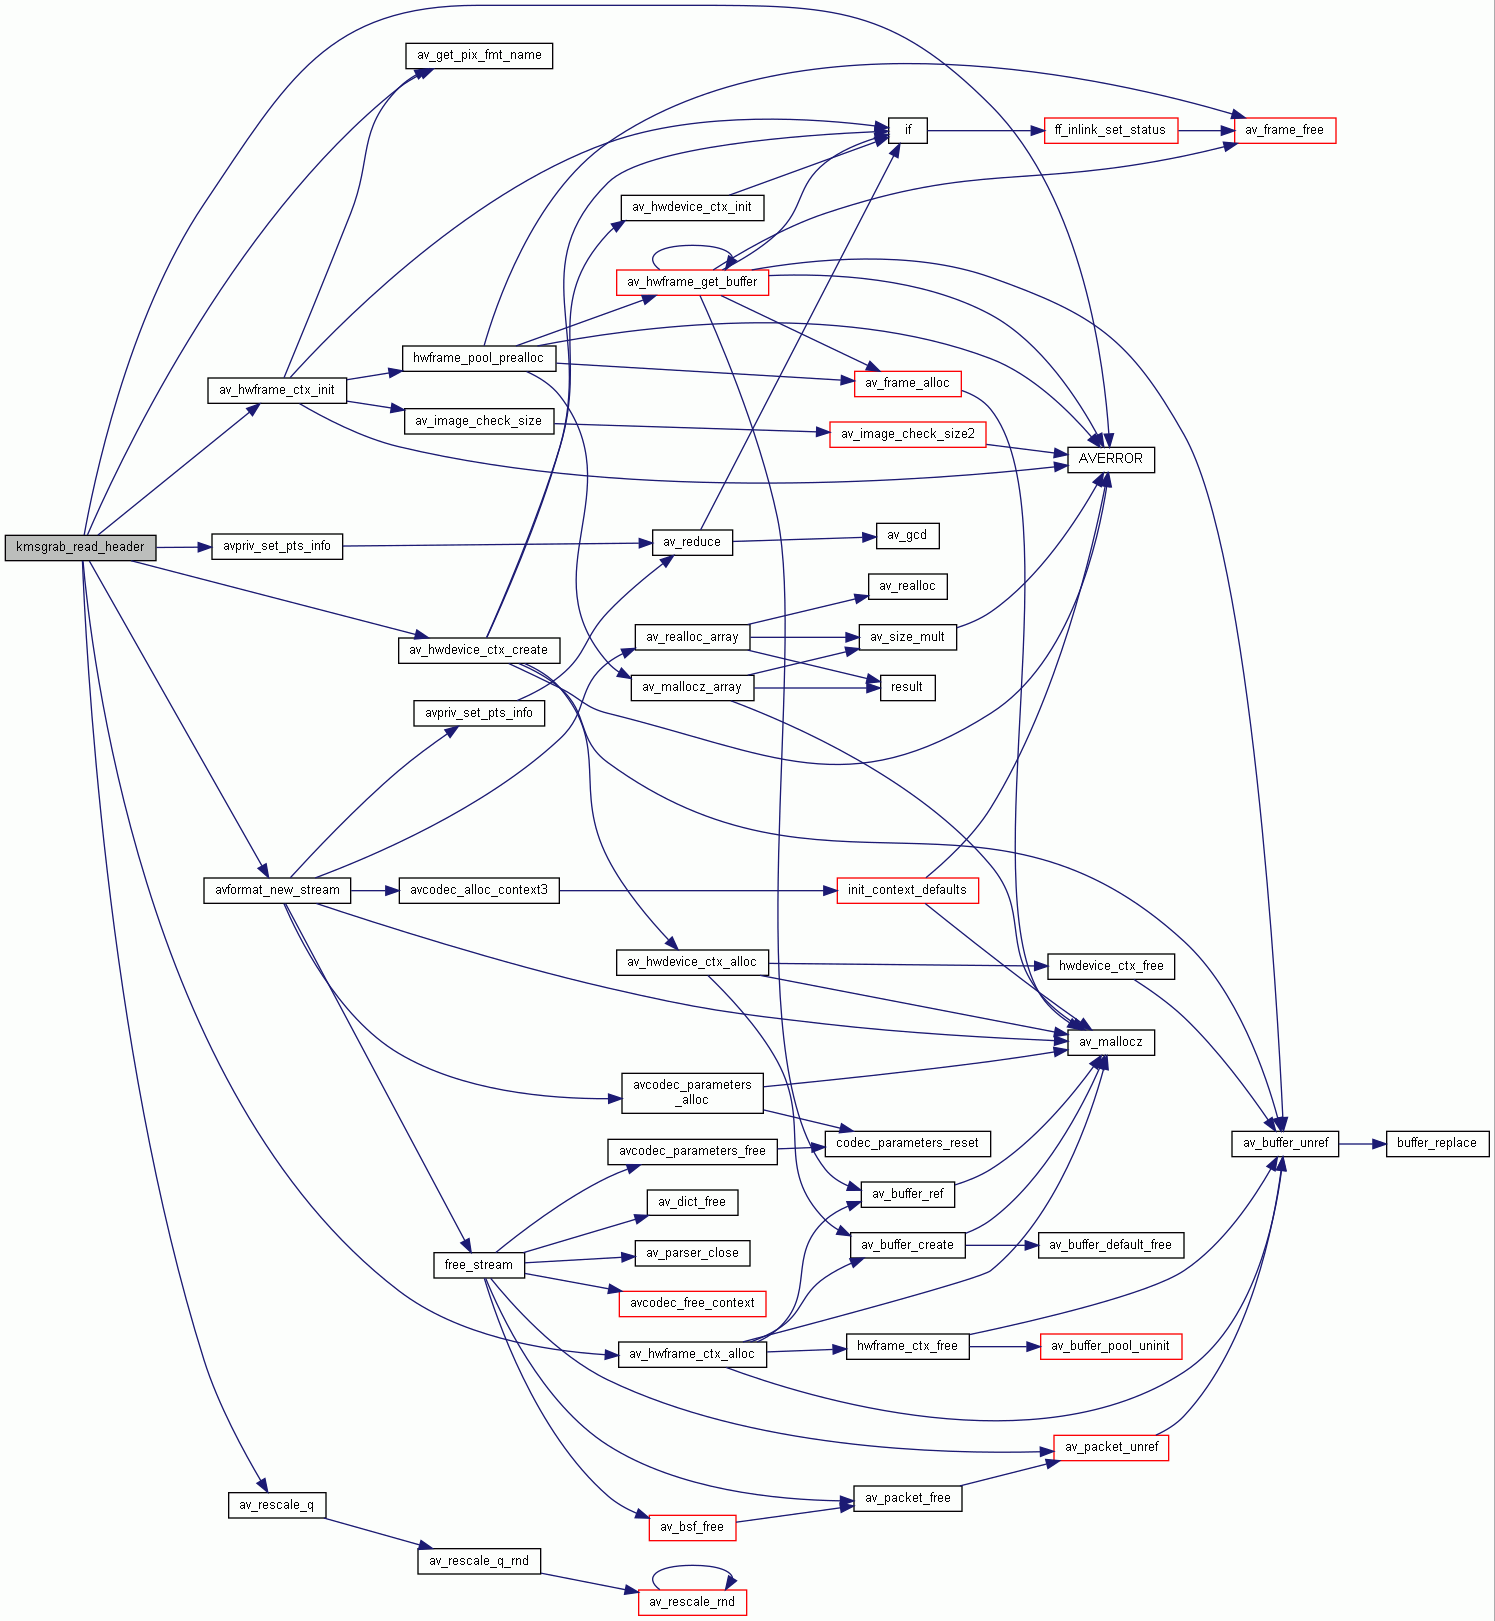 av_get_pix_fmt_name
if
ff_inlink_set_status
av_frame_free
av_hwdevice_ctx_init
av_hwframe_get_buffer
hwframe_pool_prealloc
av_hwframe_ctx_init
av_frame_alloc
av_image_check_size
av_image_check_size2
AVERROR
kmsgrab_read_header
avpriv_set_pts_info
av_reduce
av_gcd
av_realloc
av_hwdevice_ctx_create
av_realloc_array
av_size_mult
av_mallocz_array
result
avpriv_set_pts_info
avformat_new_stream
avcodec_alloc_context3
init_context_defaults
av_hwdevice_ctx_alloc
hwdevice_ctx_free
av_mallocz
avcodec_parameters
_alloc
codec_parameters_reset
avcodec_parameters_free
av_buffer_unref
buffer_replace
av_buffer_ref
av_dict_free
av_buffer_create
av_buffer_default_free
av_parser_close
free_stream
avcodec_free_context
av_hwframe_ctx_alloc
hwframe_ctx_free
av_buffer_pool_uninit
av_packet_unref
av_rescale_q
av_packet_free
av_bsf_free
av_rescale_q_rnd
av_rescale_rnd